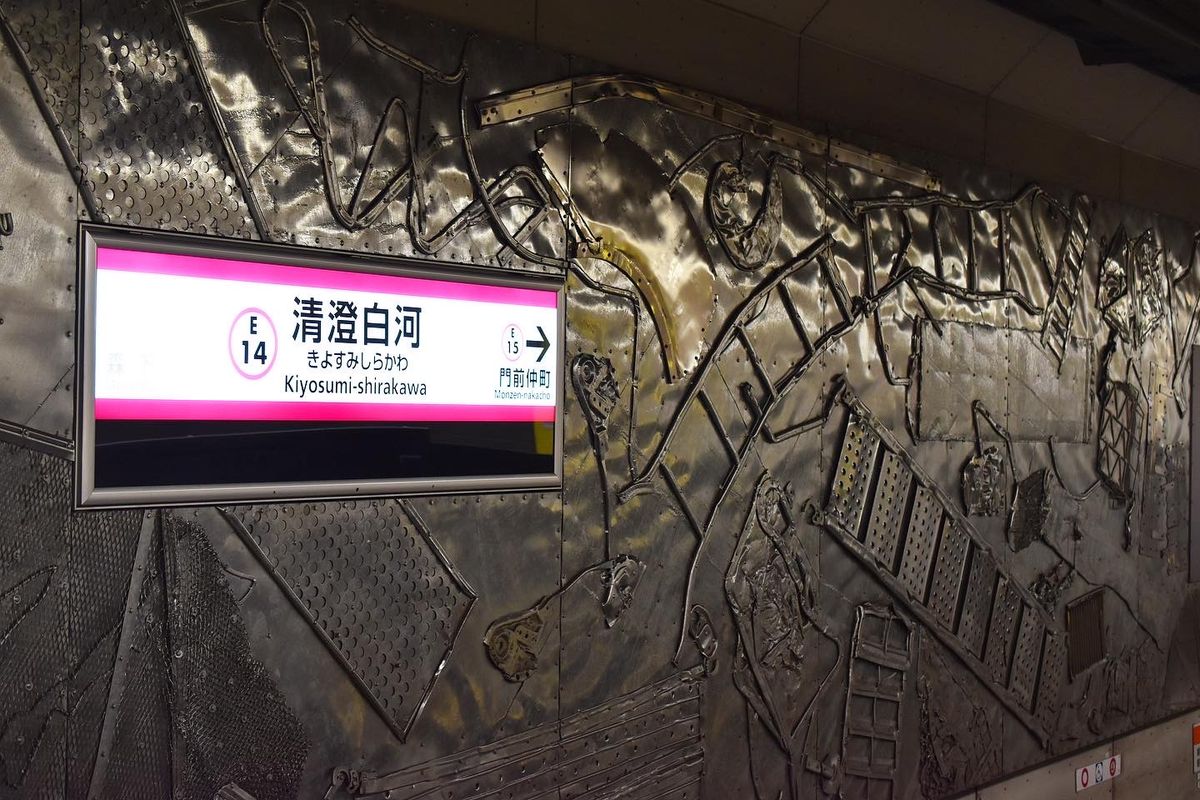 E
14
清澄白河
きよすみしらかわ
Kiyosumi-shirakawa
E
15
門前仲町
Monzen-nakacho